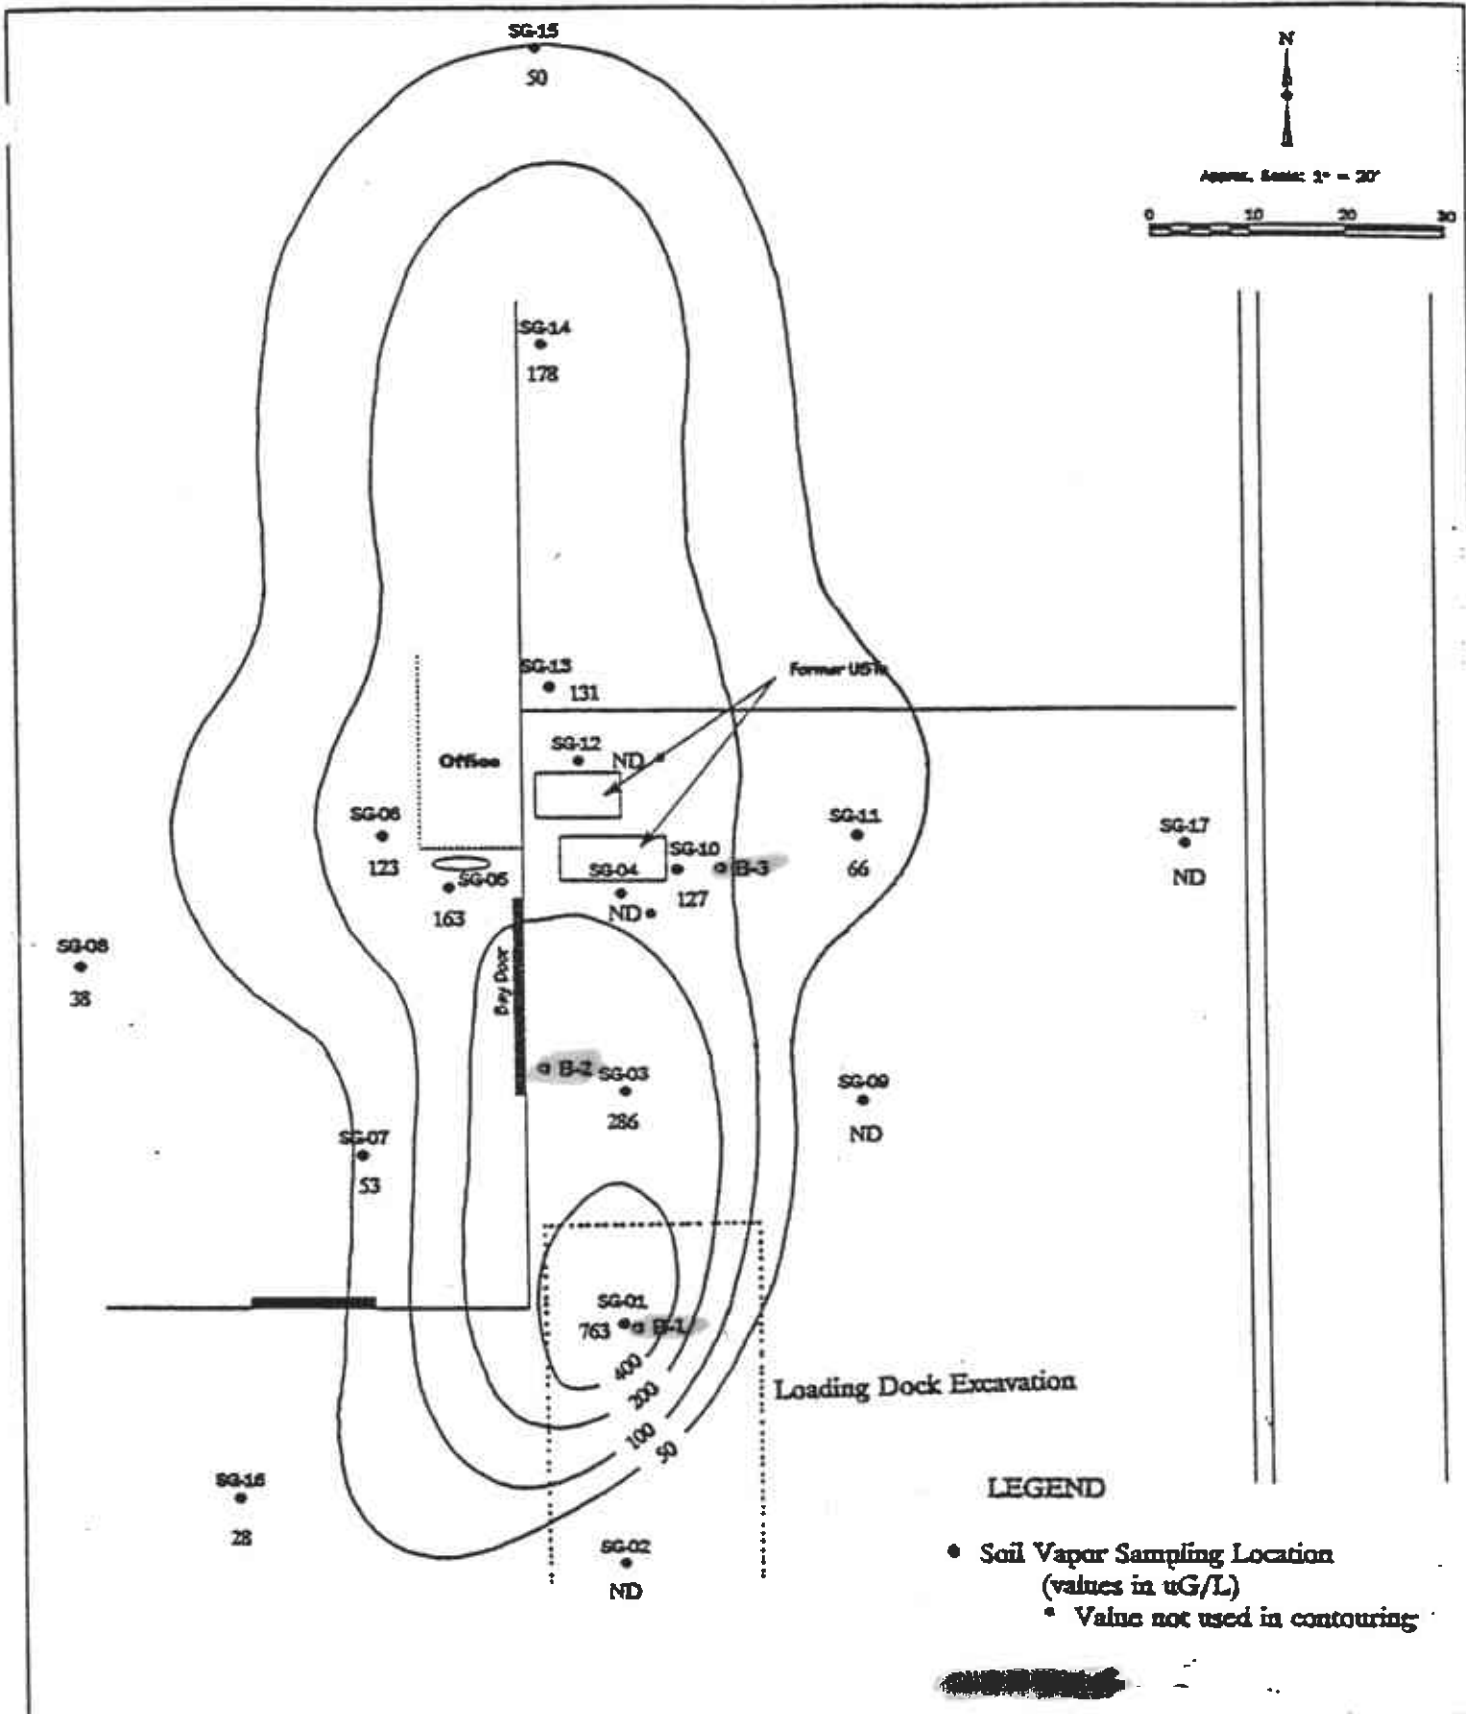 SG-15
50
N
Approx. Scale: 1" = 20'
0 10 20 30
SG-14
178
SG-13
131
Former USTs
SG-12
ND *
Office
SG-06
123
SG-11
66
SG-17
ND
SG-10
127
B-3
SG-04
ND *
SG-05
163
SG-08
38
Bay Door
B-2
SG-03
286
SG-09
ND
SG-07
53
SG-01
763
B-1
400
200
100
50
Loading Dock Excavation
SG-16
28
SG-02
ND
LEGEND
• Soil Vapor Sampling Location
(values in uG/L)
* Value not used in contouring